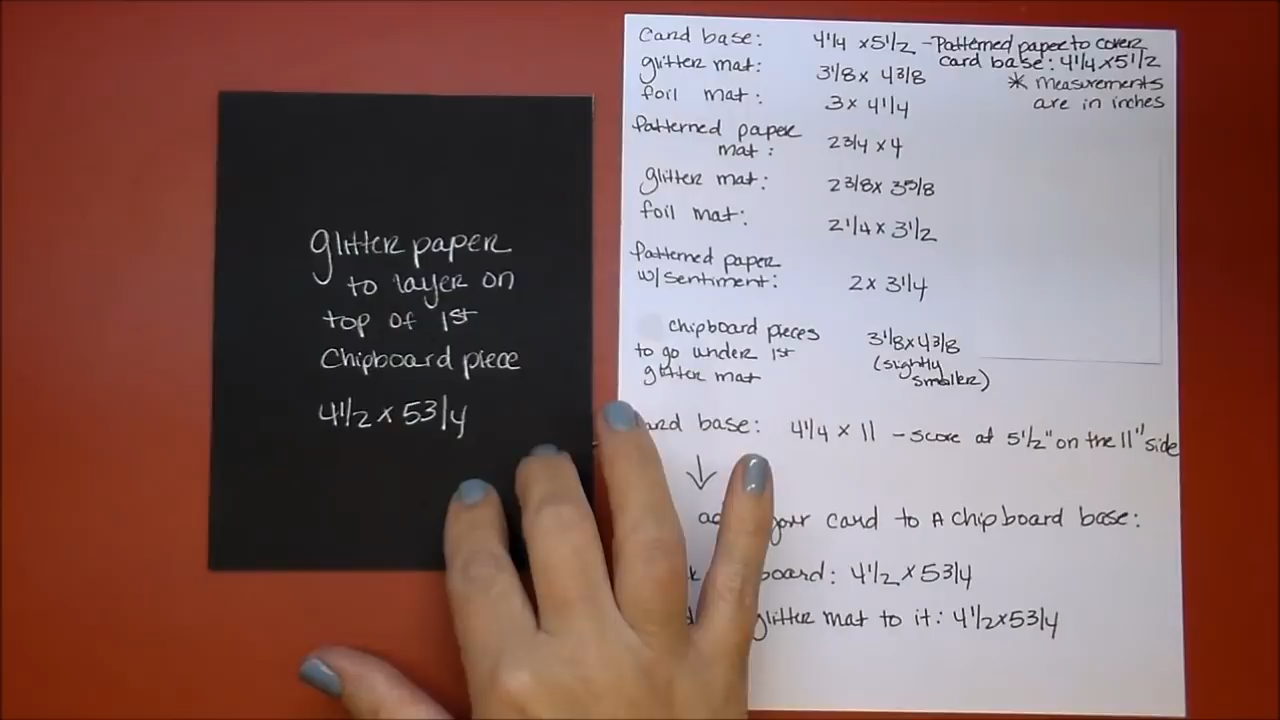 glitter paper
to layer on
top of 1st
Chipboard piece
4 1/2 x 5 3/4
Card base: 4 1/4 x 5 1/2 - Patterned paper to cover
card base: 4 1/4 x 5 1/2
glitter mat: 3 1/8 x 4 3/8
* measurements
are in inches
foil mat: 3 x 4 1/4
Patterned paper
mat: 2 3/4 x 4
glitter mat: 2 3/8 x 3 5/8
foil mat: 2 1/4 x 3 1/2
Patterned paper
w/ sentiment: 2 x 3 1/4
chipboard pieces 3 1/8 x 4 3/8
to go under 1st (slightly
glitter mat smaller)
base: 4 1/4 x 11 - score at 5 1/2" on the 11" side
↓
your card to A chipboard base:
4 1/2 x 5 3/4
glitter mat to it: 4 1/2 x 5 3/4